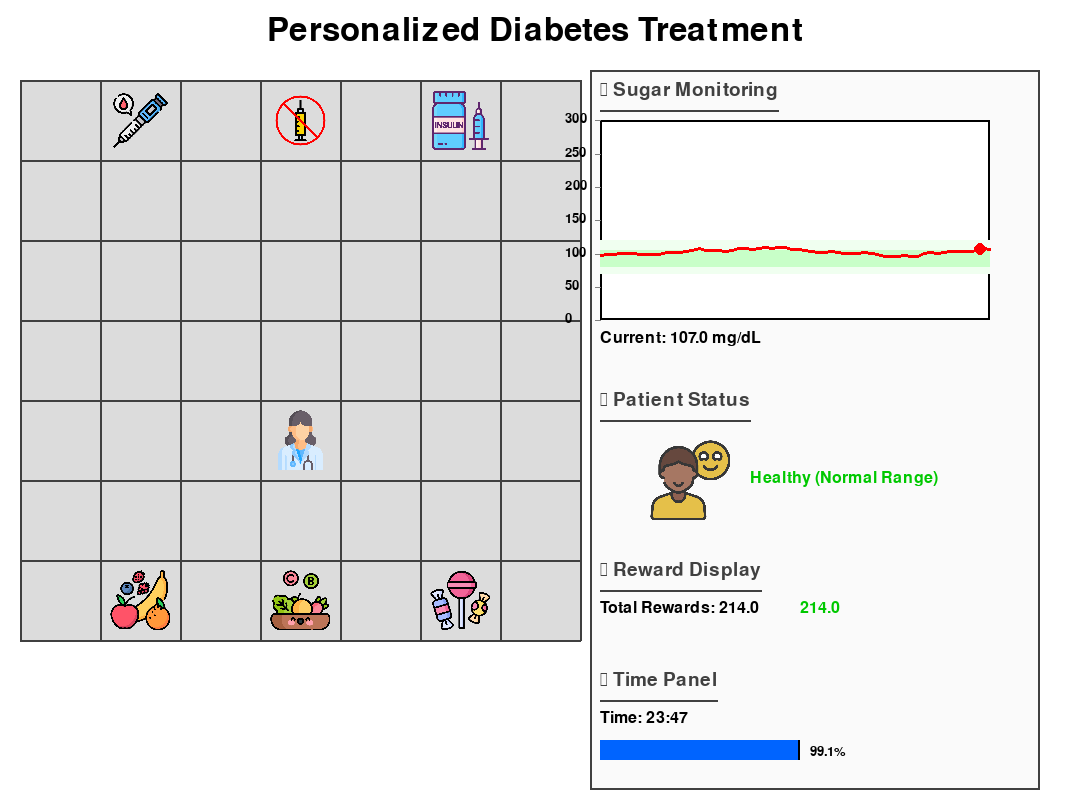 Personalized Diabetes Treatment
INSULIN
C
B
Sugar Monitoring
300
250
200
150
100
50
0
Current: 107.0 mg/dL
Patient Status
Healthy (Normal Range)
Reward Display
Total Rewards: 214.0 214.0
Time Panel
Time: 23:47
99.1%